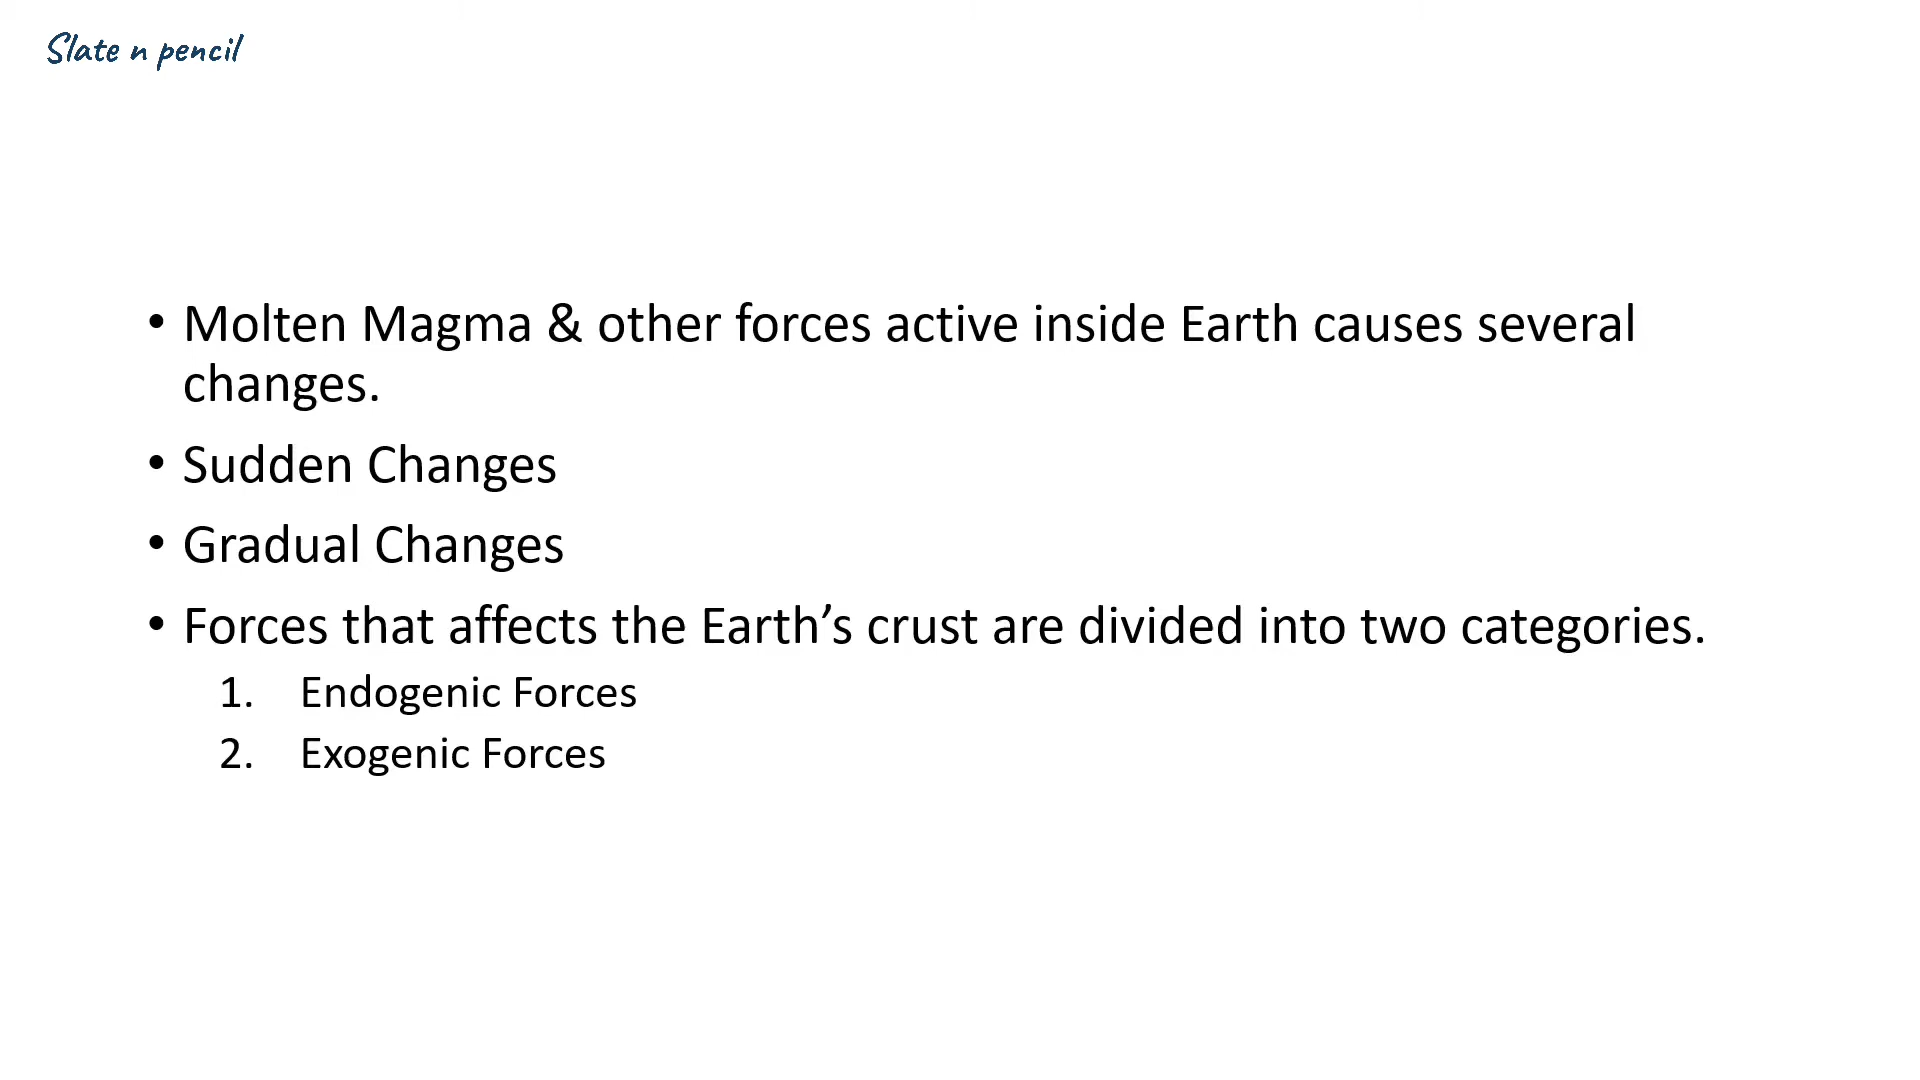 Slate n pencil
• Molten Magma & other forces active inside Earth causes several
changes.
• Sudden Changes
• Gradual Changes
• Forces that affects the Earth’s crust are divided into two categories.
1. Endogenic Forces
2. Exogenic Forces